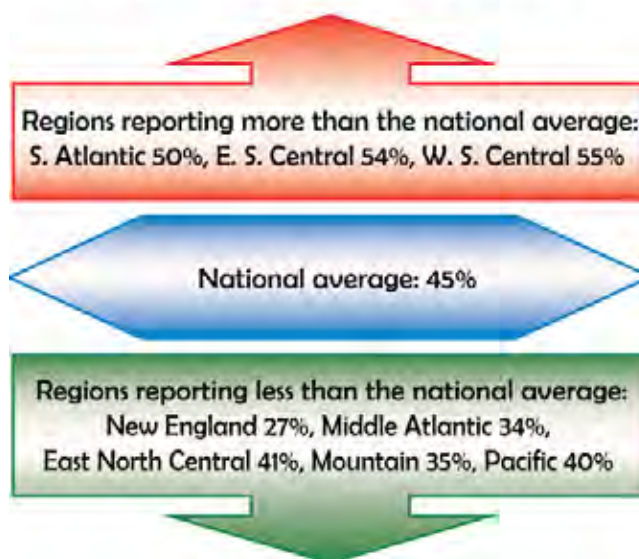 Regions reporting more than the national average:
S. Atlantic 50%, E. S. Central 54%, W. S. Central 55%
National average: 45%
Regions reporting less than the national average:
New England 27%, Middle Atlantic 34%,
East North Central 41%, Mountain 35%, Pacific 40%